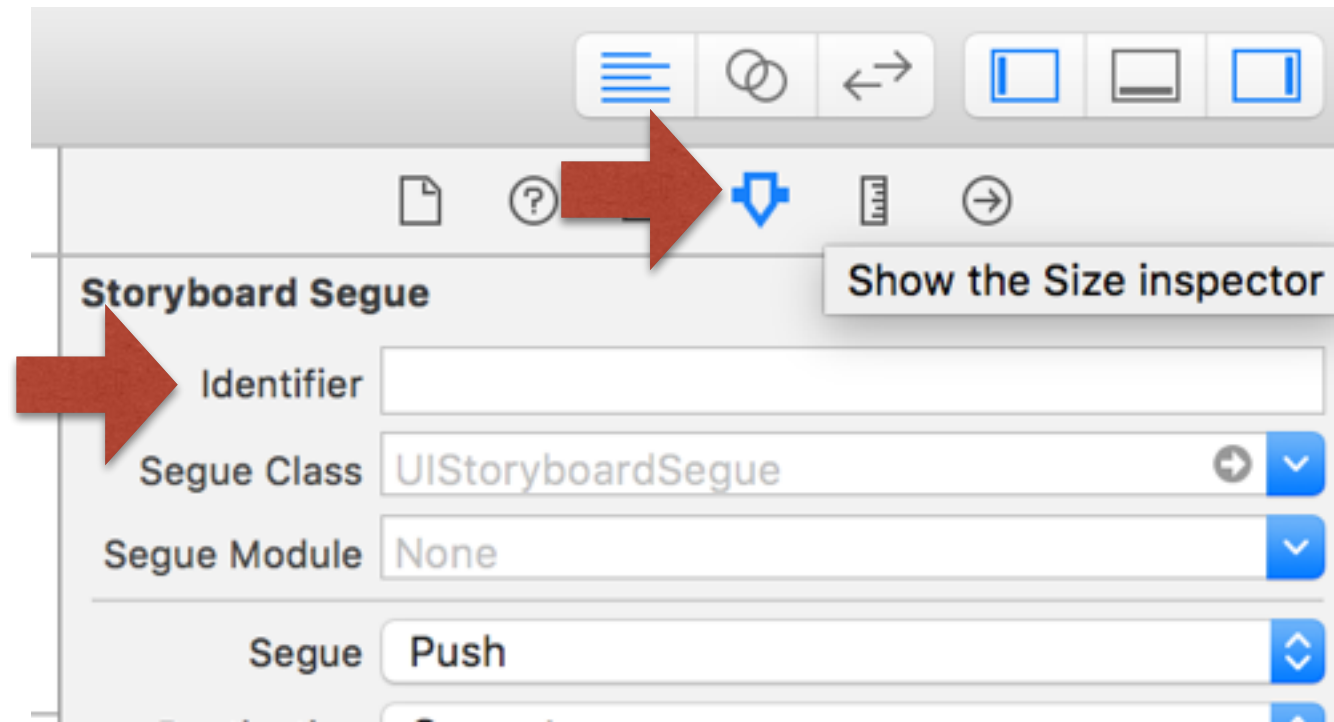 Show the Size inspector
Storyboard Segue
Identifier
Segue Class UIStoryboardSegue
Segue Module None
Segue Push